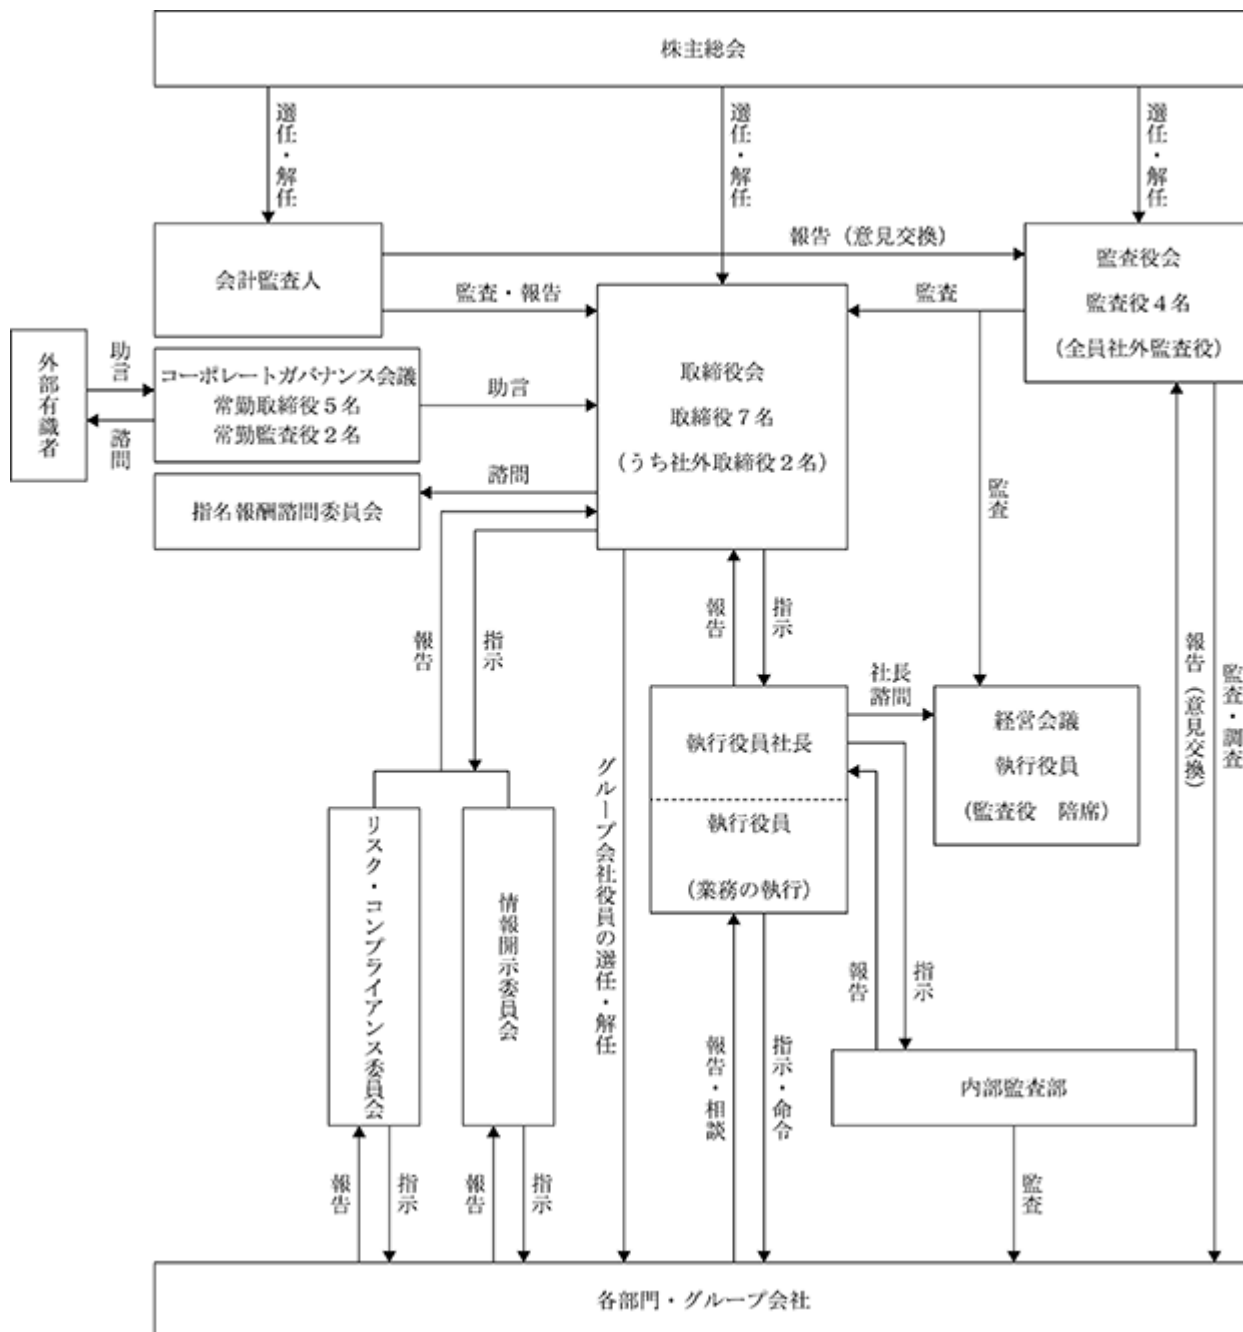 株主総会
選任・解任
選任・解任
選任・解任
会計監査人
報告（意見交換）
監査・報告
監査役会
監査役４名
（全員社外監査役）
監査
外部有識者
助言
諮問
コーポレートガバナンス会議
常勤取締役５名
常勤監査役２名
助言
取締役会
取締役７名
（うち社外取締役２名）
諮問
指名報酬諮問委員会
監査
報告
指示
報告
指示
報告（意見交換）
監査・調査
社長
諮問
執行役員社長
執行役員
（業務の執行）
経営会議
執行役員
（監査役　陪席）
グループ会社役員の選任・解任
リスク・コンプライアンス委員会
情報開示委員会
報告
指示
内部監査部
報告・相談
指示・命令
報告
指示
報告
指示
監査
各部門・グループ会社